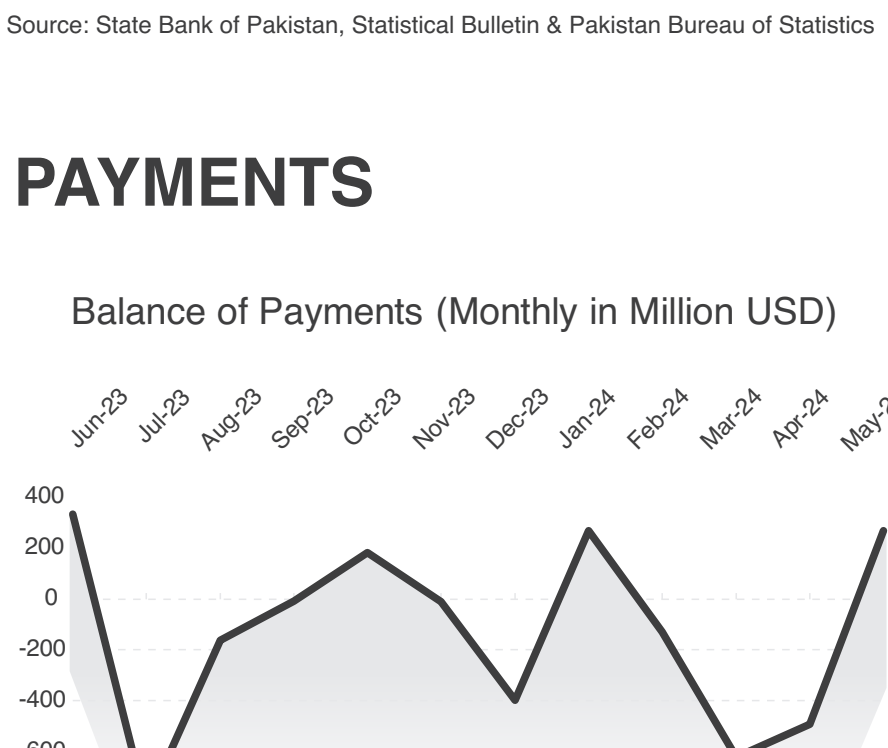 Source: State Bank of Pakistan, Statistical Bulletin & Pakistan Bureau of Statistics
PAYMENTS
Balance of Payments (Monthly in Million USD)
Jun-23 Jul-23 Aug-23 Sep-23 Oct-23 Nov-23 Dec-23 Jan-24 Feb-24 Mar-24 Apr-24 May-2
400
200
0
-200
-400